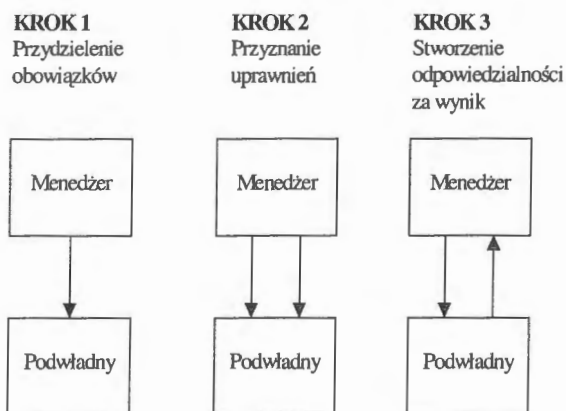 KROK 1
Przydzielenie
obowiązków
KROK 2
Przyznanie
uprawnień
KROK 3
Stworzenie
odpowiedzialności
za wynik
Menedżer
Menedżer
Menedżer
Podwładny
Podwładny
Podwładny